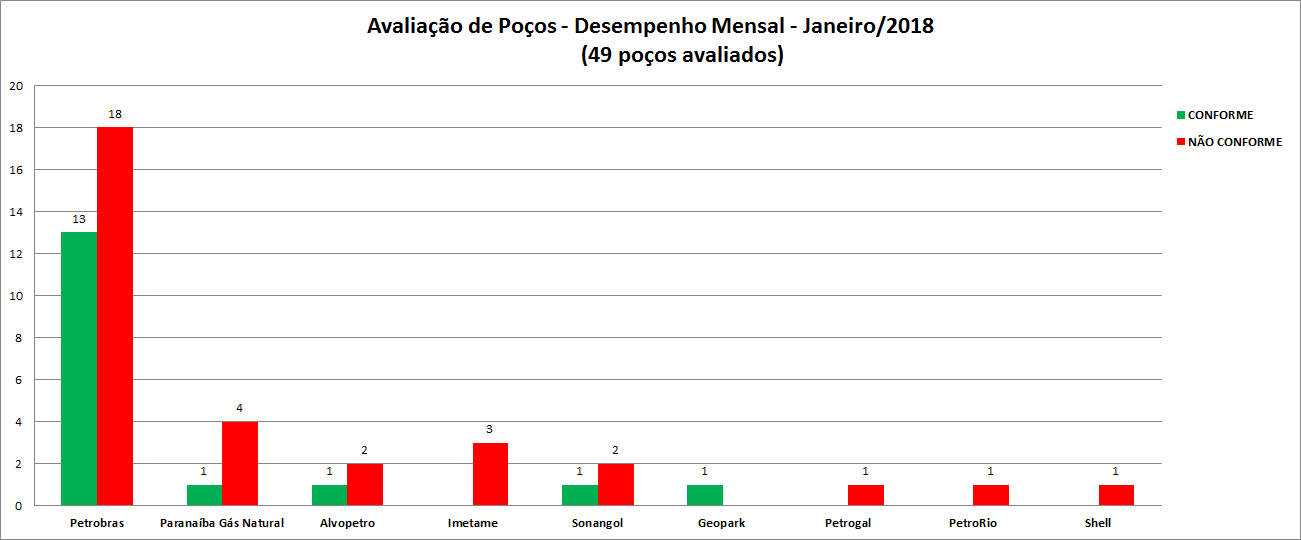 Avaliação de Poços - Desempenho Mensal - Janeiro/2018
(49 poços avaliados)
20
18
16
14
12
10
8
6
4
2
0
13
18
1
4
1
2
3
1
2
1
1
1
1
Petrobras
Paranaíba Gás Natural
Alvopetro
Imetame
Sonangol
Geopark
Petrogal
PetroRio
Shell
CONFORME
NÃO CONFORME